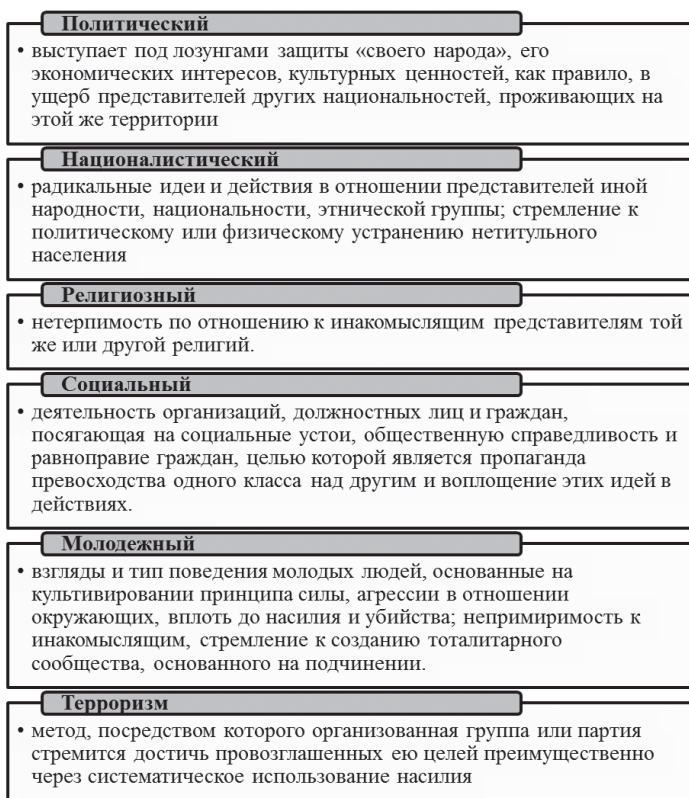 Политический
• выступает под лозунгами защиты «своего народа», его
экономических интересов, культурных ценностей, как правило, в
ущерб представителей других национальностей, проживающих на
этой же территории
Националистический
• радикальные идеи и действия в отношении представителей иной
народности, национальности, этнической группы; стремление к
политическому или физическому устранению нетитульного
населения
Религиозный
• нетерпимость по отношению к инакомыслящим представителям той
же или другой религий.
Социальный
• деятельность организаций, должностных лиц и граждан,
посягающая на социальные устои, общественную справедливость и
равноправие граждан, целью которой является пропаганда
превосходства одного класса над другим и воплощение этих идей в
действиях.
Молодежный
• взгляды и тип поведения молодых людей, основанные на
культивировании принципа силы, агрессии в отношении
окружающих, вплоть до насилия и убийства; непримиримость к
инакомыслящим, стремление к созданию тоталитарного
сообщества, основанного на подчинении.
Терроризм
• метод, посредством которого организованная группа или партия
стремится достичь провозглашенных ею целей преимущественно
через систематическое использование насилия